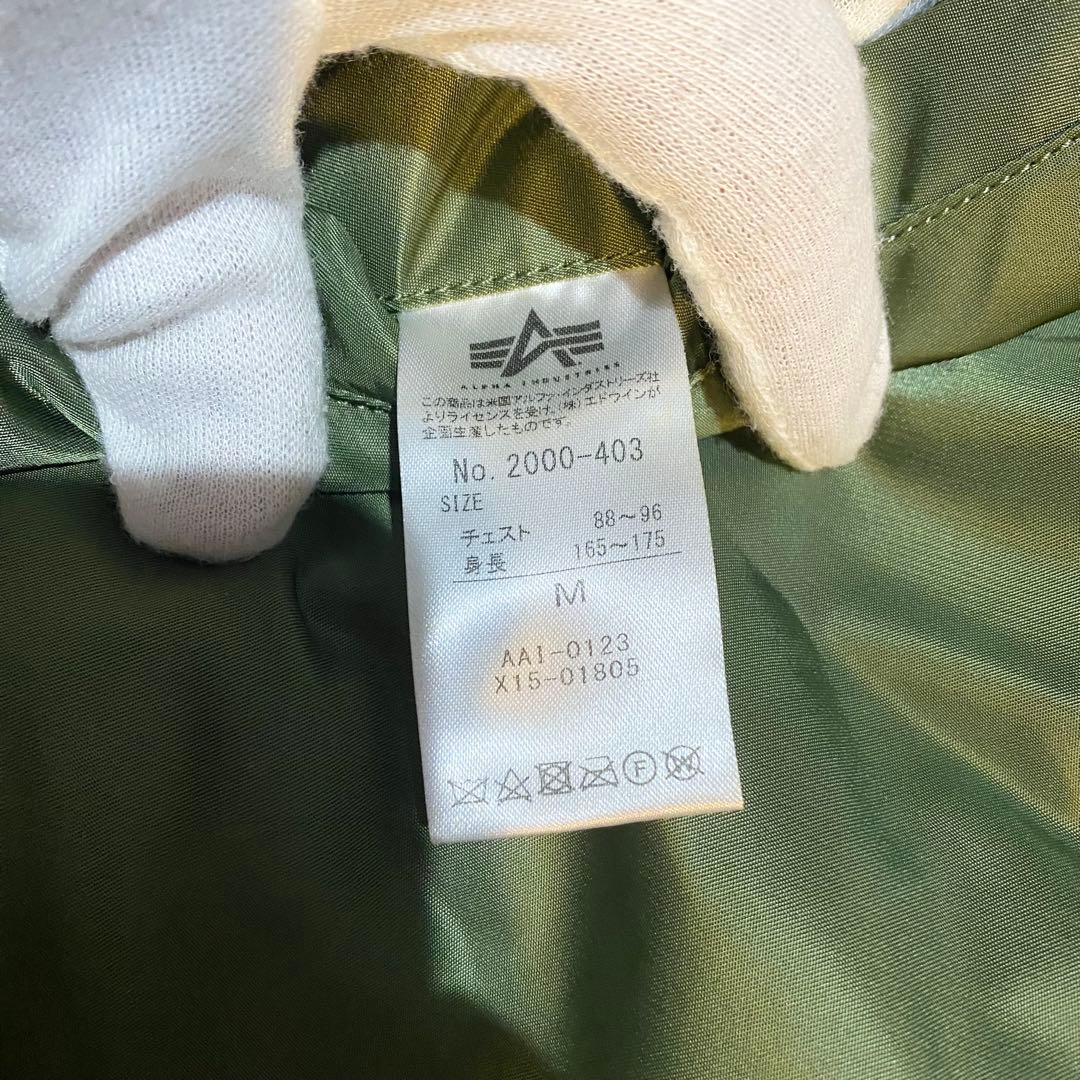 ALPHA INDUSTRIES
この商品は米国アルファ・インダストリーズ社
よりライセンスを受け、(株)エドウインが
企画生産したものです。
No. 2000-403
SIZE
チェスト 88～96
身長 165～175
M
AA1-0123
X15-01805
F
W